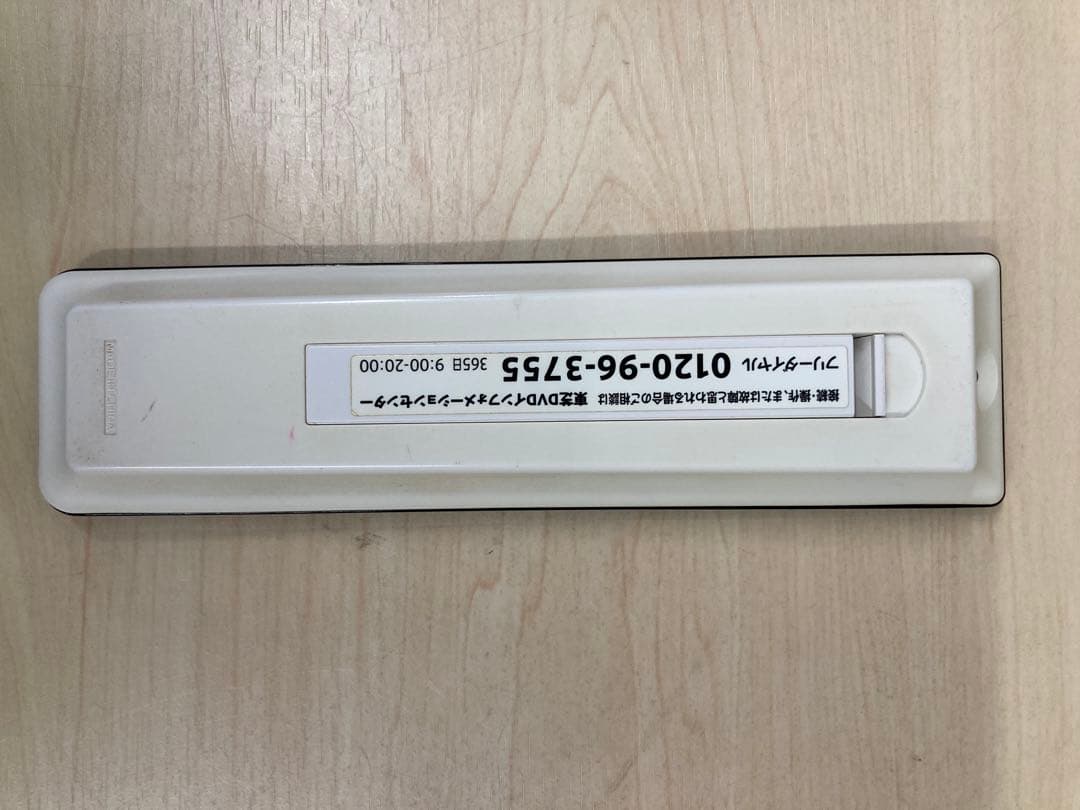 接続・操作、または故障と思われる場合のご相談は 東芝DVDインフォメーションセンター
フリーダイヤル 0120-96-3755 365日 9:00-20:00
MADE IN CHINA